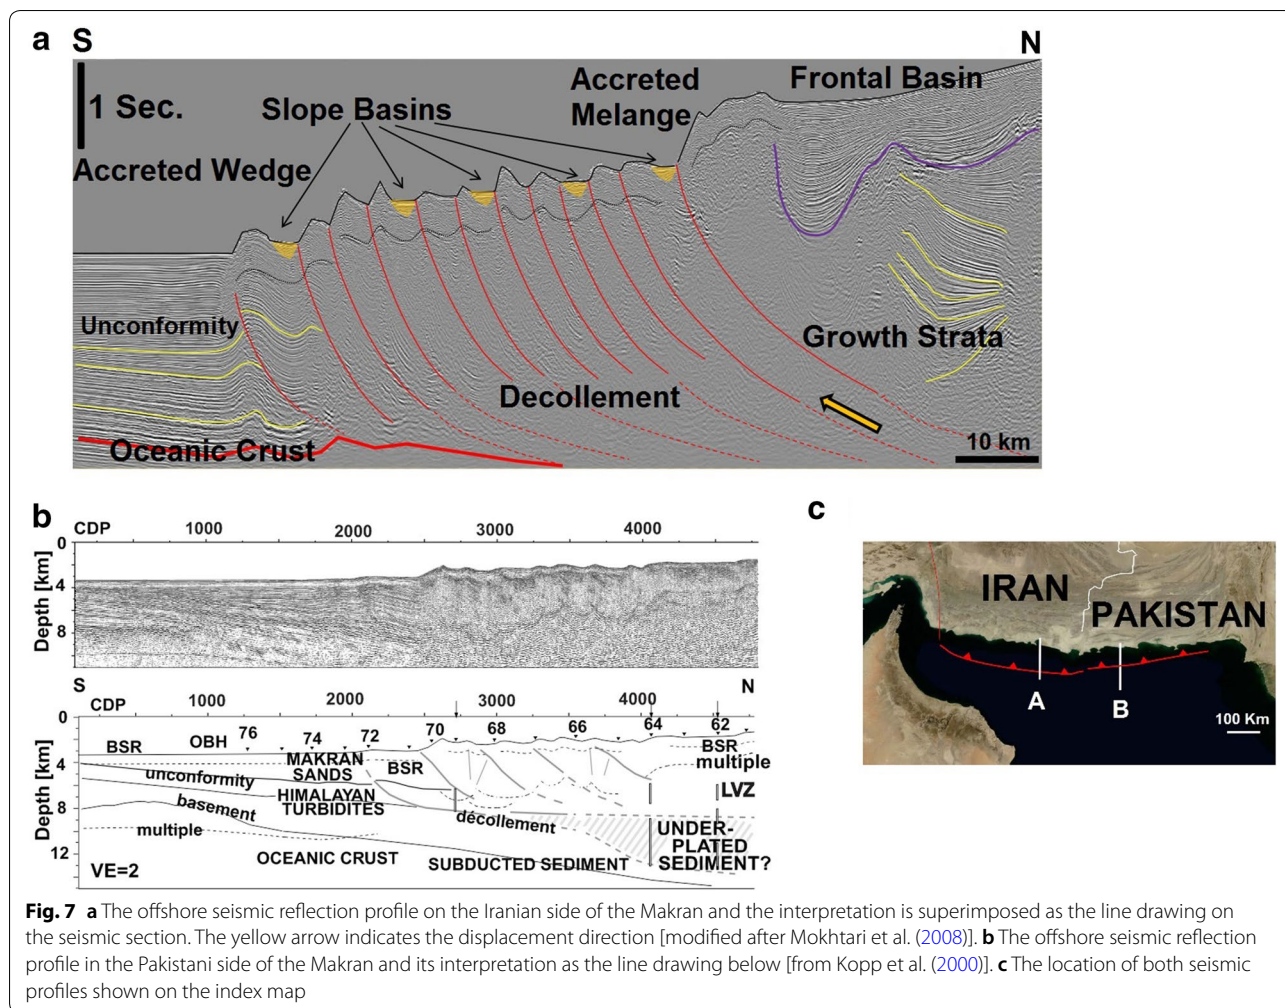 a S N
1 Sec.
Slope Basins
Accreted
Melange
Frontal Basin
Accreted Wedge
Unconformity
Growth Strata
Decollement
Oceanic Crust
10 km
b
CDP 1000 2000 3000 4000
Depth [km]
0
4
8
S N
CDP 1000 2000 3000 4000
Depth [km]
0
4
8
12
76 74 72 70 68 66 64 62
BSR OBH
MAKRAN
SANDS
BSR
BSR
multiple
unconformity
HIMALAYAN
TURBIDITES
LVZ
basement
décollement
multiple
UNDER-
PLATED
SEDIMENT?
OCEANIC CRUST
SUBDUCTED SEDIMENT
VE=2
c
IRAN
PAKISTAN
A
B
100 Km
Fig. 7 a The offshore seismic reflection profile on the Iranian side of the Makran and the interpretation is superimposed as the line drawing on
the seismic section. The yellow arrow indicates the displacement direction [modified after Mokhtari et al. (2008)]. b The offshore seismic reflection
profile in the Pakistani side of the Makran and its interpretation as the line drawing below [from Kopp et al. (2000)]. c The location of both seismic
profiles shown on the index map